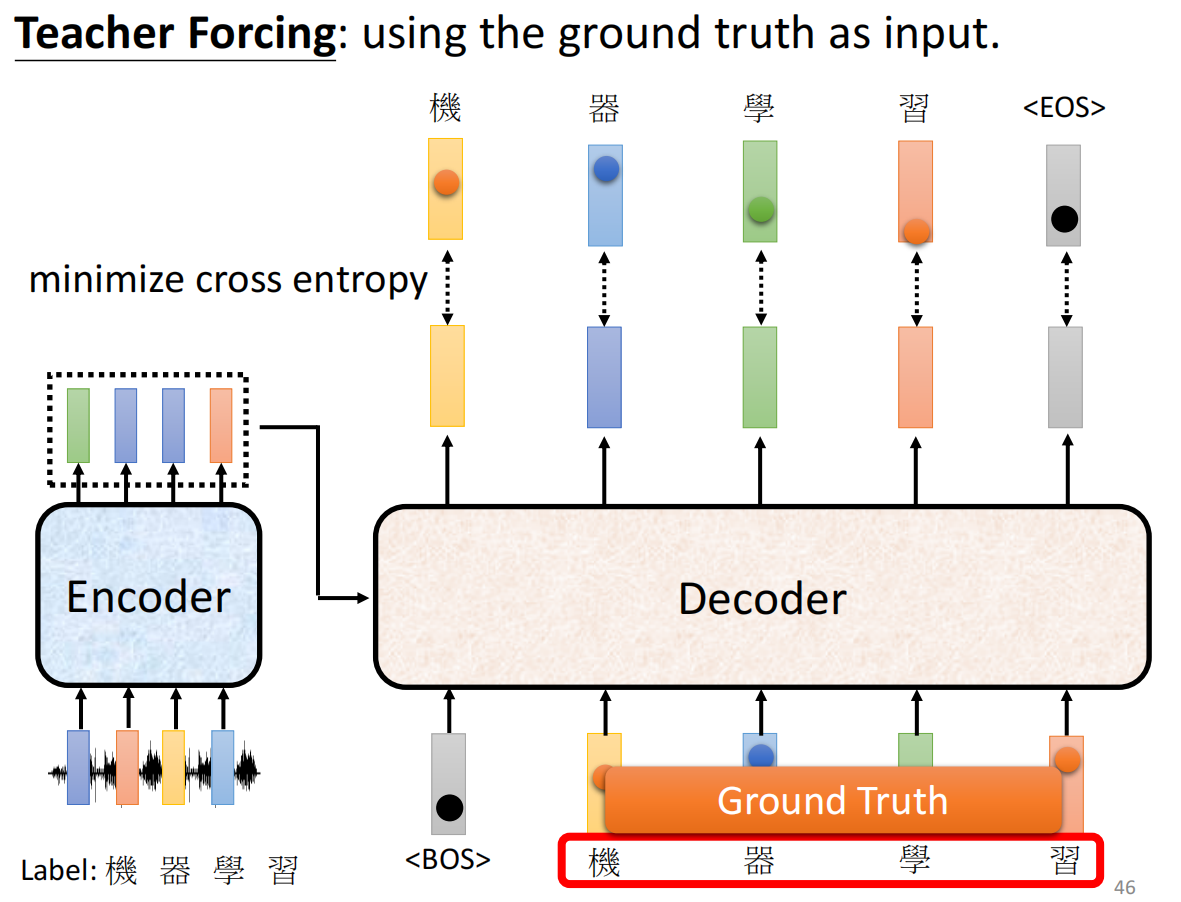 Teacher Forcing: using the ground truth as input.
機 器 學 習 <EOS>
minimize cross entropy
Encoder
Decoder
Ground Truth
Label: 機 器 學 習
<BOS> 機 器 學 習
46